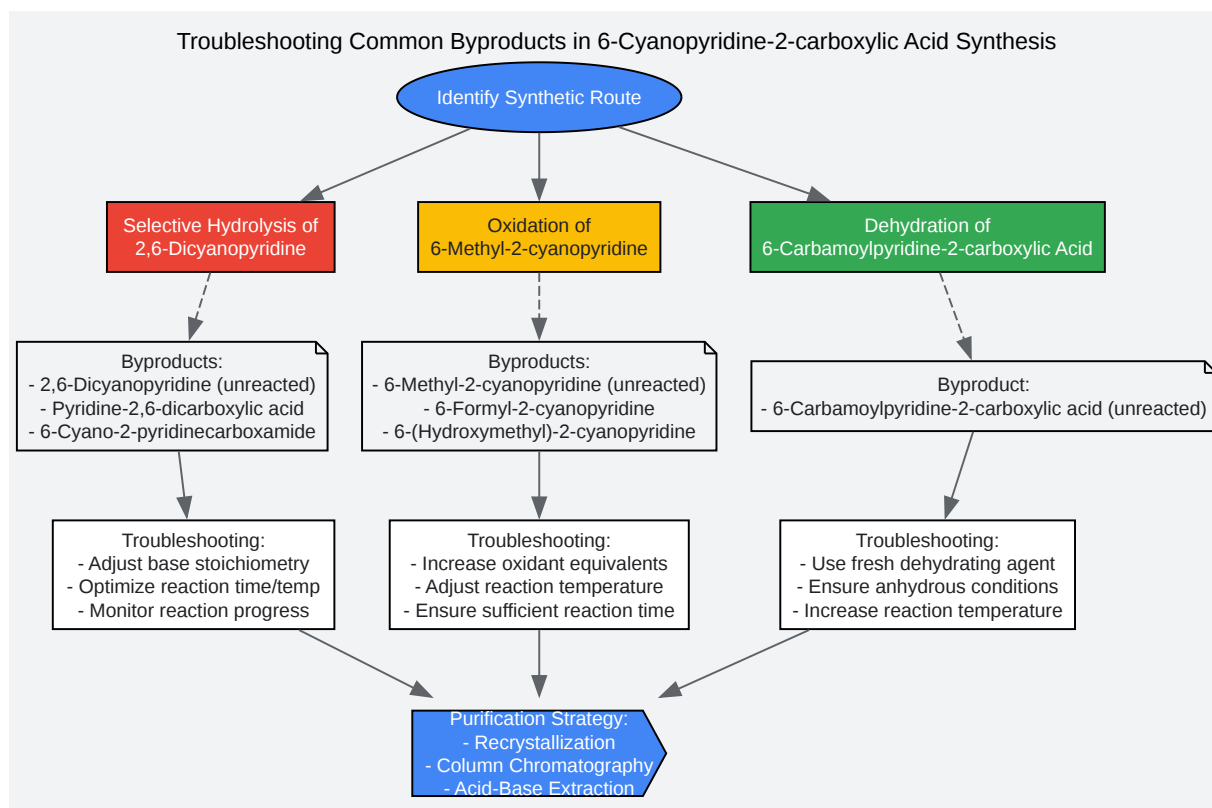 Troubleshooting Common Byproducts in 6-Cyanopyridine-2-carboxylic Acid Synthesis
Identify Synthetic Route
Selective Hydrolysis of
2,6-Dicyanopyridine
Oxidation of
6-Methyl-2-cyanopyridine
Dehydration of
6-Carbamoylpyridine-2-carboxylic Acid
Byproducts:
- 2,6-Dicyanopyridine (unreacted)
- Pyridine-2,6-dicarboxylic acid
- 6-Cyano-2-pyridinecarboxamide
Byproducts:
- 6-Methyl-2-cyanopyridine (unreacted)
- 6-Formyl-2-cyanopyridine
- 6-(Hydroxymethyl)-2-cyanopyridine
Byproduct:
- 6-Carbamoylpyridine-2-carboxylic acid (unreacted)
Troubleshooting:
- Adjust base stoichiometry
- Optimize reaction time/temp
- Monitor reaction progress
Troubleshooting:
- Increase oxidant equivalents
- Adjust reaction temperature
- Ensure sufficient reaction time
Troubleshooting:
- Use fresh dehydrating agent
- Ensure anhydrous conditions
- Increase reaction temperature
Purification Strategy:
- Recrystallization
- Column Chromatography
- Acid-Base Extraction